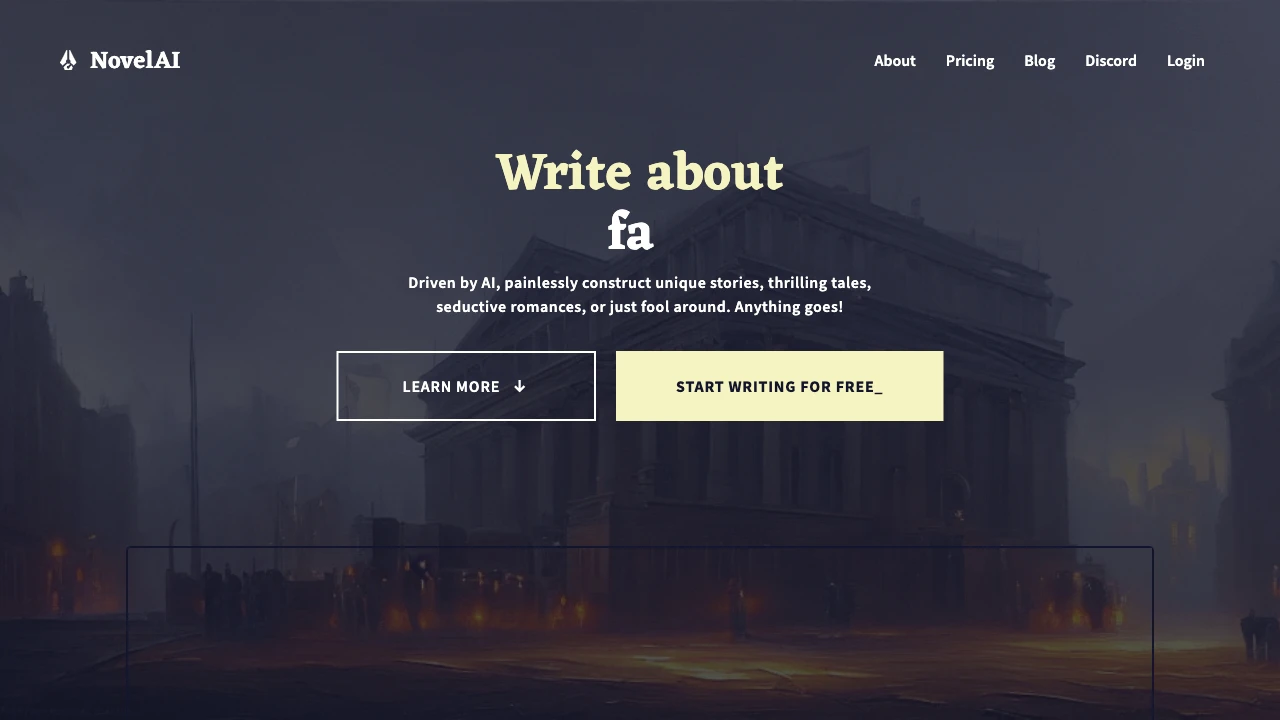 NovelAI
About Pricing Blog Discord Login
Write about
fa
Driven by AI, painlessly construct unique stories, thrilling tales,
seductive romances, or just fool around. Anything goes!
LEARN MORE ↓
START WRITING FOR FREE_